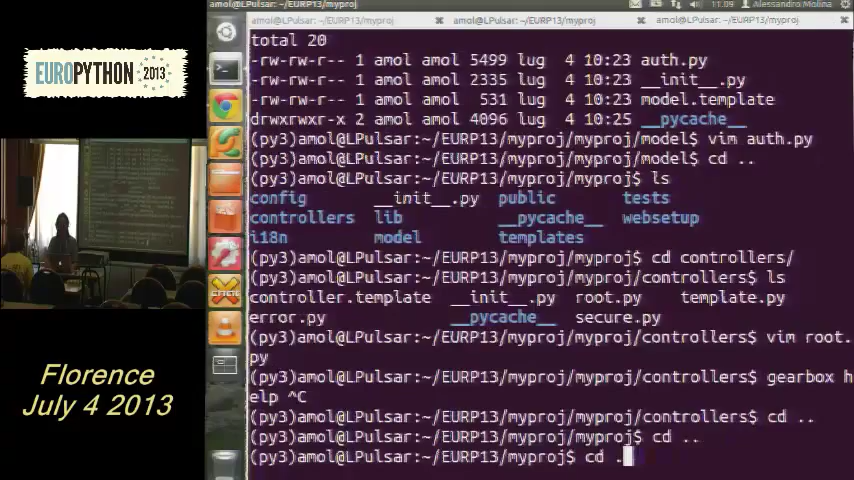 amol@LPulsar:~/EURP13/myproj
11:09
Alessandro Molina
amol@LPulsar: ~/EURP13/myproj/myproj
amol@LPulsar: ~/EURP13/myproj
amol@LPulsar: ~/EURP13/myproj
EUROPYTHON
2013
total 20
-rw-rw-r-- 1 amol amol 5499 lug  4 10:23 auth.py
-rw-rw-r-- 1 amol amol 2335 lug  4 10:23 __init__.py
-rw-rw-r-- 1 amol amol  531 lug  4 10:23 model.template
drwxrwxr-x 2 amol amol 4096 lug  4 10:25 __pycache__
(py3)amol@LPulsar:~/EURP13/myproj/myproj/model$ vim auth.py
(py3)amol@LPulsar:~/EURP13/myproj/myproj/model$ cd ..
(py3)amol@LPulsar:~/EURP13/myproj/myproj$ ls
config       __init__.py  public       tests
controllers  lib          __pycache__  websetup
i18n         model        templates
(py3)amol@LPulsar:~/EURP13/myproj/myproj$ cd controllers/
(py3)amol@LPulsar:~/EURP13/myproj/myproj/controllers$ ls
controller.template  __init__.py  root.py    template.py
error.py             __pycache__  secure.py
(py3)amol@LPulsar:~/EURP13/myproj/myproj/controllers$ vim root.
py
(py3)amol@LPulsar:~/EURP13/myproj/myproj/controllers$ gearbox h
elp ^C
(py3)amol@LPulsar:~/EURP13/myproj/myproj/controllers$ cd ..
(py3)amol@LPulsar:~/EURP13/myproj/myproj$ cd ..
(py3)amol@LPulsar:~/EURP13/myproj$ cd .
Florence
July 4 2013